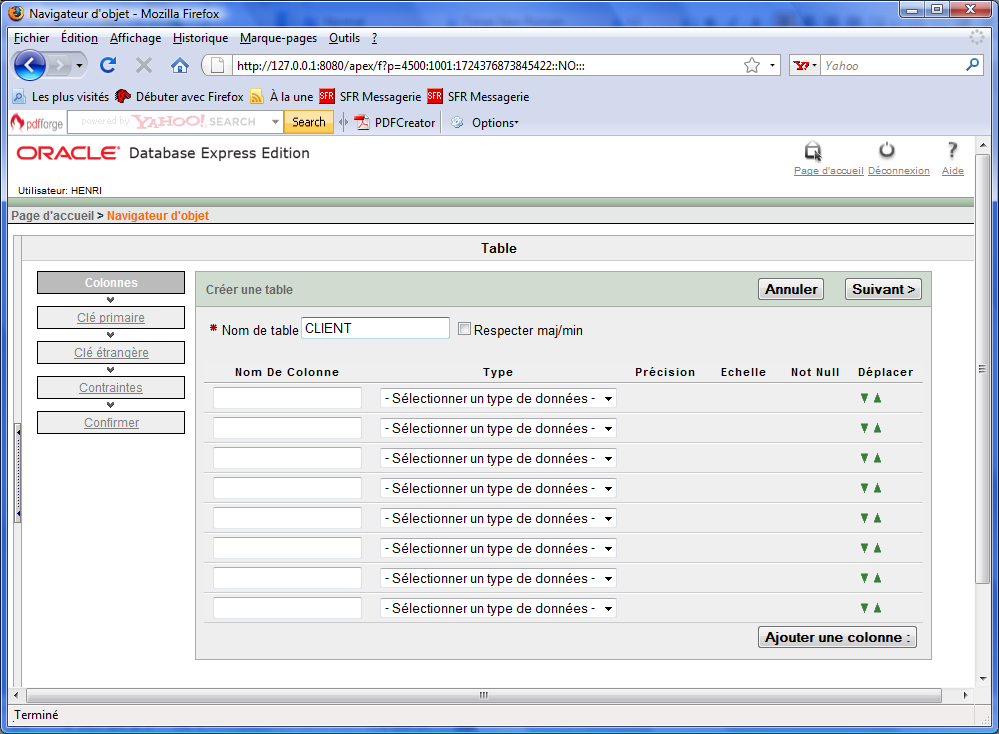 Navigateur d'objet - Mozilla Firefox
Fichier Édition Affichage Historique Marque-pages Outils ?
http://127.0.0.1:8080/apex/f?p=4500:1001:1724376873845422::NO:::
Yahoo
Les plus visités Débuter avec Firefox À la une SFR SFR Messagerie SFR SFR Messagerie
pdfforge powered by YAHOO! SEARCH Search PDFCreator Options
ORACLE Database Express Edition
Page d'accueil Déconnexion Aide
Utilisateur: HENRI
Page d'accueil > Navigateur d'objet
Table
Colonnes
Clé primaire
Clé étrangère
Contraintes
Confirmer
Créer une table Annuler Suivant >
* Nom de table CLIENT Respecter maj/min
Nom De Colonne Type Précision Echelle Not Null Déplacer
- Sélectionner un type de données -
- Sélectionner un type de données -
- Sélectionner un type de données -
- Sélectionner un type de données -
- Sélectionner un type de données -
- Sélectionner un type de données -
- Sélectionner un type de données -
- Sélectionner un type de données -
Ajouter une colonne :
Terminé